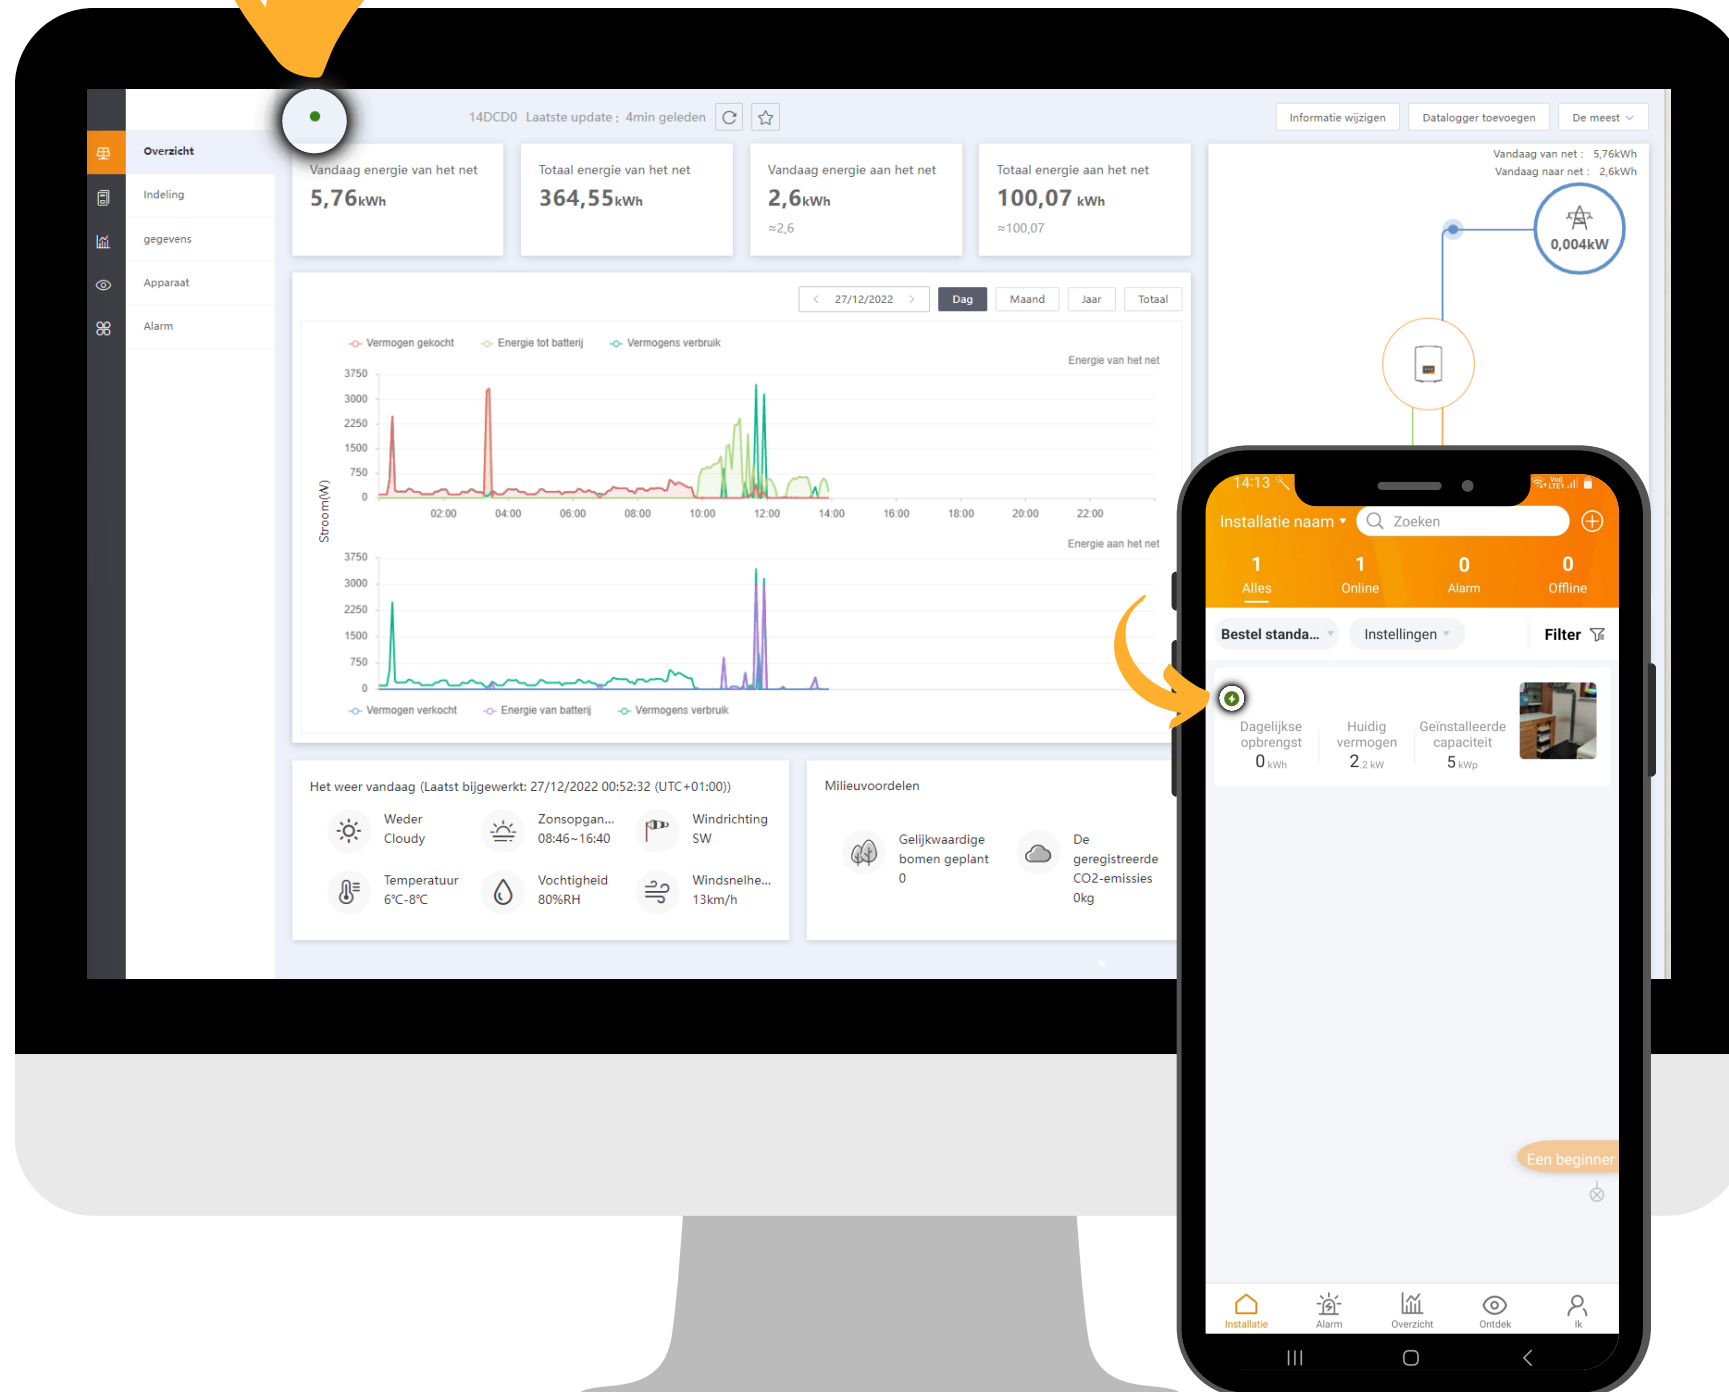 14DCD0 Laatste update : 4min geleden
Informatie wijzigen
Datalogger toevoegen
De meest
Overzicht
Indeling
gegevens
Apparaat
Alarm
Vandaag energie van het net
5,76kWh
Totaal energie van het net
364,55kWh
Vandaag energie aan het net
2,6kWh
≈2,6
Totaal energie aan het net
100,07 kWh
≈100,07
Vandaag van net : 5,76kWh
Vandaag naar net : 2,6kWh
0,004kW
< 27/12/2022 >
Dag
Maand
Jaar
Totaal
Vermogen gekocht
Energie tot batterij
Vermogens verbruik
Energie van het net
3750
3000
2250
1500
750
0
02:00 04:00 06:00 08:00 10:00 12:00 14:00 16:00 18:00 20:00 22:00
Stroom(W)
Energie aan het net
3750
3000
2250
1500
750
0
Vermogen verkocht
Energie van batterij
Vermogens verbruik
Het weer vandaag (Laatst bijgewerkt: 27/12/2022 00:52:32 (UTC+01:00))
Weder
Cloudy
Zonsopgan...
08:46~16:40
Windrichting
SW
Temperatuur
6℃-8℃
Vochtigheid
80%RH
Windsnelhe...
13km/h
Milieuvoordelen
Gelijkwaardige
bomen geplant
0
De
geregistreerde
CO2-emissies
0kg
14:13
Installatie naam
Zoeken
1
Alles
1
Online
0
Alarm
0
Offline
Bestel standa...
Instellingen
Filter
Dagelijkse
opbrengst
0 kWh
Huidig
vermogen
2.2 kW
Geïnstalleerde
capaciteit
5 kWp
Een beginner
Installatie
Alarm
Overzicht
Ontdek
Ik